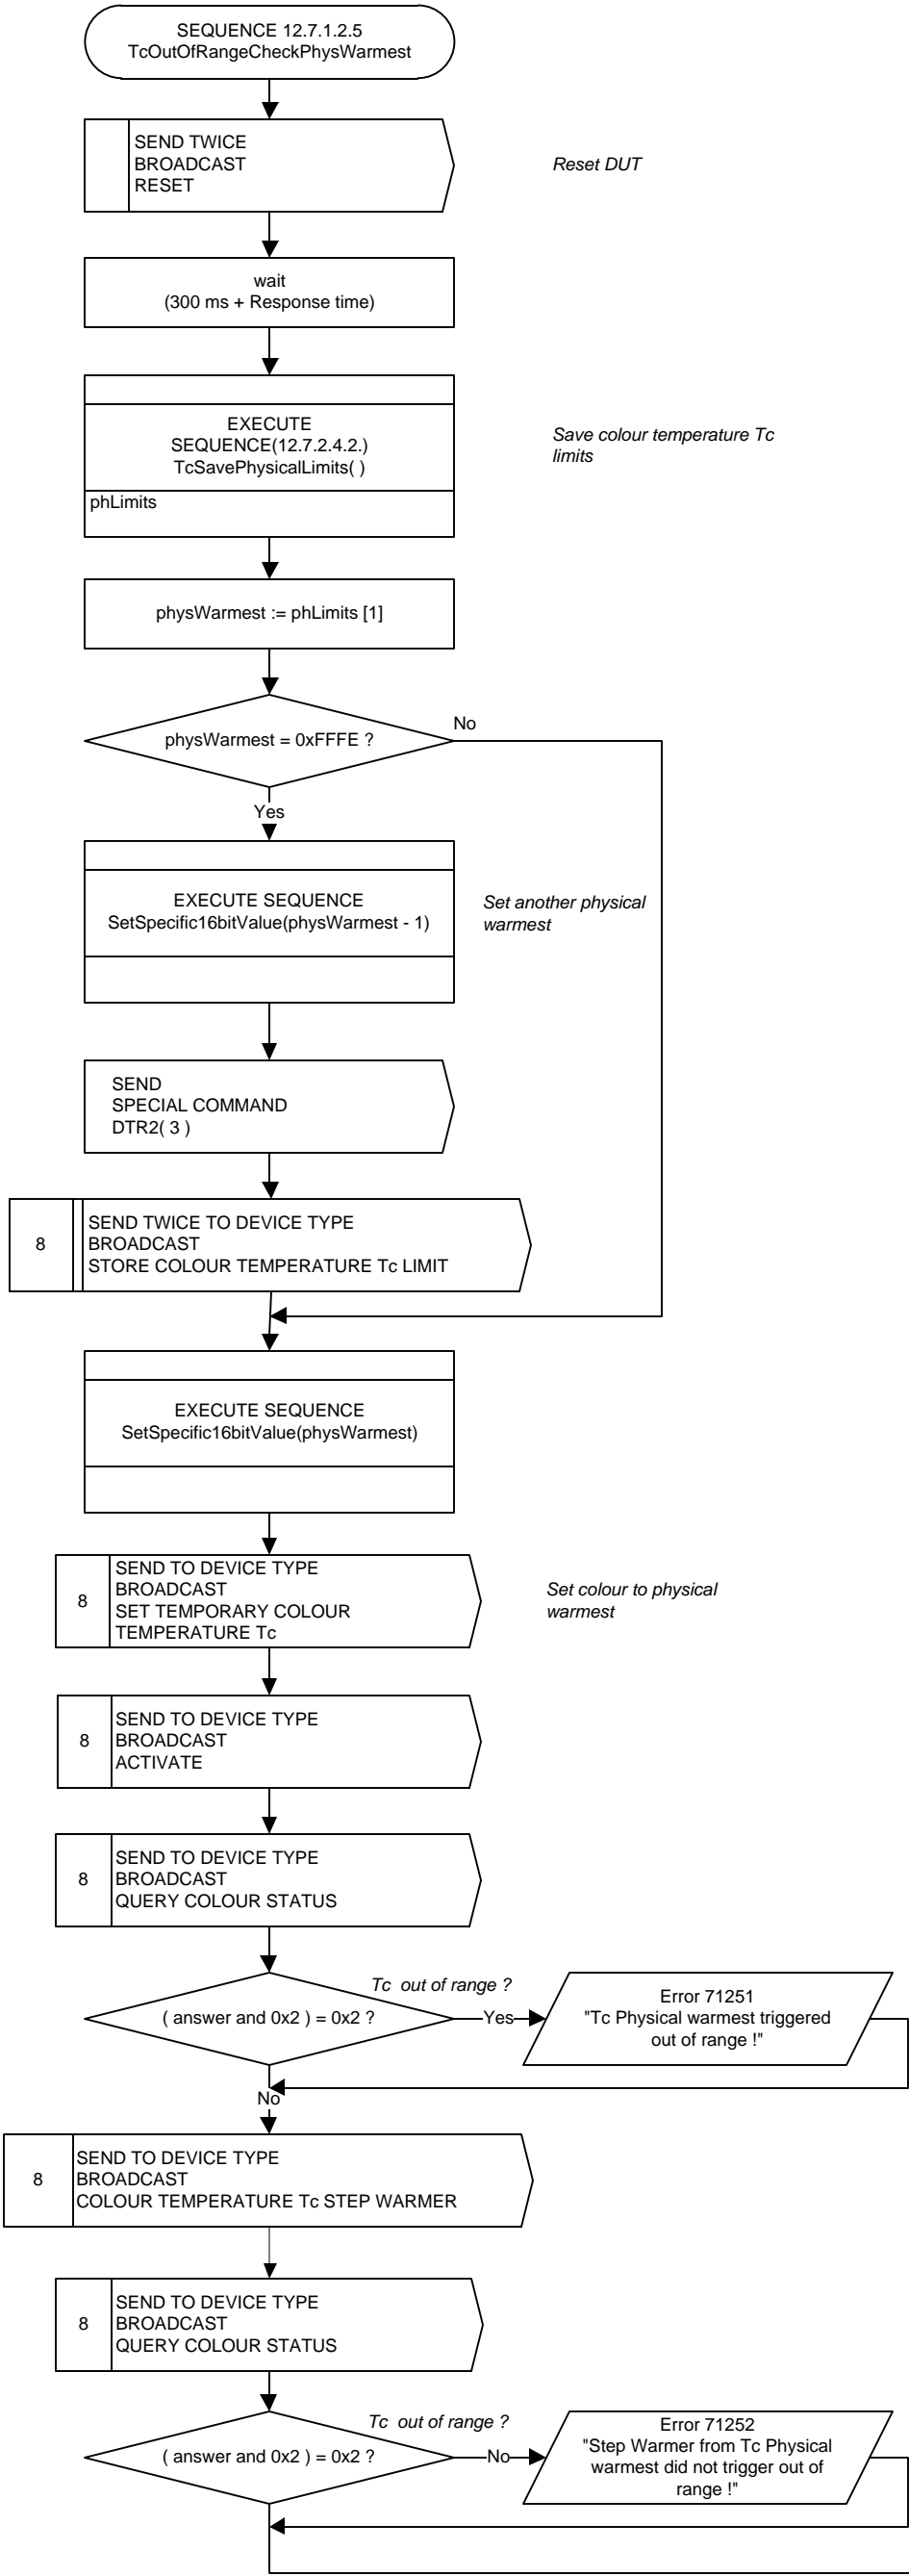 SEQUENCE 12.7.1.2.5
TcOutOfRangeCheckPhysWarmest
SEND TWICE
BROADCAST
RESET
Reset DUT
wait
(300 ms + Response time)
EXECUTE
SEQUENCE(12.7.2.4.2.)
TcSavePhysicalLimits( )
phLimits
Save colour temperature Tc
limits
physWarmest := phLimits [1]
physWarmest = 0xFFFE ?
No
Yes
EXECUTE SEQUENCE
SetSpecific16bitValue(physWarmest - 1)
Set another physical
warmest
SEND
SPECIAL COMMAND
DTR2( 3 )
8
SEND TWICE TO DEVICE TYPE
BROADCAST
STORE COLOUR TEMPERATURE Tc LIMIT
EXECUTE SEQUENCE
SetSpecific16bitValue(physWarmest)
8
SEND TO DEVICE TYPE
BROADCAST
SET TEMPORARY COLOUR
TEMPERATURE Tc
Set colour to physical
warmest
8
SEND TO DEVICE TYPE
BROADCAST
ACTIVATE
8
SEND TO DEVICE TYPE
BROADCAST
QUERY COLOUR STATUS
Tc out of range ?
( answer and 0x2 ) = 0x2 ?
Yes
Error 71251
"Tc Physical warmest triggered
out of range !"
No
8
SEND TO DEVICE TYPE
BROADCAST
COLOUR TEMPERATURE Tc STEP WARMER
8
SEND TO DEVICE TYPE
BROADCAST
QUERY COLOUR STATUS
Tc out of range ?
( answer and 0x2 ) = 0x2 ?
No
Error 71252
"Step Warmer from Tc Physical
warmest did not trigger out of
range !"